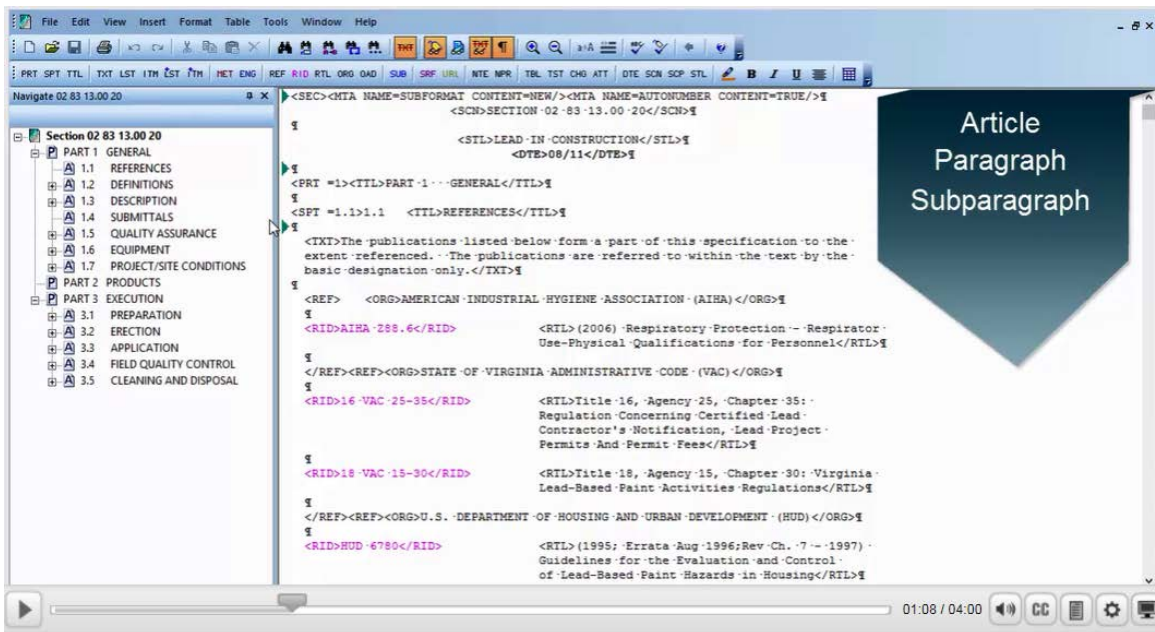 File Edit View Insert Format Table Tools Window Help
PRT SPT TTL TXT LST ITM LST ITM MET ENG REF RID RTL ORG OAD SUB SRF URL NTE NPR TBL TST CHG ATT DTE SCN SCP STL B I U
Navigate 02 83 13.00 20
Section 02 83 13.00 20
P PART 1 GENERAL
A 1.1 REFERENCES
A 1.2 DEFINITIONS
A 1.3 DESCRIPTION
A 1.4 SUBMITTALS
A 1.5 QUALITY ASSURANCE
A 1.6 EQUIPMENT
A 1.7 PROJECT/SITE CONDITIONS
P PART 2 PRODUCTS
P PART 3 EXECUTION
A 3.1 PREPARATION
A 3.2 ERECTION
A 3.3 APPLICATION
A 3.4 FIELD QUALITY CONTROL
A 3.5 CLEANING AND DISPOSAL
<SEC><MTA NAME=SUBFORMAT CONTENT=NEW/><MTA NAME=AUTONUMBER CONTENT=TRUE/>¶
<SCN>SECTION·02·83·13.00·20</SCN>¶
¶
<STL>LEAD·IN·CONSTRUCTION</STL>¶
<DTE>08/11</DTE>¶
¶
<PRT =1><TTL>PART·1···GENERAL</TTL>¶
¶
<SPT =1.1>1.1 <TTL>REFERENCES</TTL>¶
¶
<TXT>The·publications·listed·below·form·a·part·of·this·specification·to·the·
extent·referenced.··The·publications·are·referred·to·within·the·text·by·the·
basic·designation·only.</TXT>¶
¶
<REF> <ORG>AMERICAN·INDUSTRIAL·HYGIENE·ASSOCIATION·(AIHA)</ORG>¶
¶
<RID>AIHA·Z88.6</RID> <RTL>(2006)·Respiratory·Protection·-·Respirator·
Use-Physical·Qualifications·for·Personnel</RTL>¶
¶
</REF><REF><ORG>STATE·OF·VIRGINIA·ADMINISTRATIVE·CODE·(VAC)</ORG>¶
¶
<RID>16·VAC·25-35</RID> <RTL>Title·16,·Agency·25,·Chapter·35:·
Regulation·Concerning·Certified·Lead·
Contractor's·Notification,·Lead·Project·
Permits·And·Permit·Fees</RTL>¶
¶
<RID>18·VAC·15-30</RID> <RTL>Title·18,·Agency·15,·Chapter·30:·Virginia·
Lead-Based·Paint·Activities·Regulations</RTL>¶
¶
</REF><REF><ORG>U.S.·DEPARTMENT·OF·HOUSING·AND·URBAN·DEVELOPMENT·(HUD)</ORG>¶
¶
<RID>HUD·6780</RID> <RTL>(1995;·Errata·Aug·1996;Rev·Ch.·7·-·1997)·
Guidelines·for·the·Evaluation·and·Control·
of·Lead-Based·Paint·Hazards·in·Housing</RTL>¶
Article
Paragraph
Subparagraph
01:08 / 04:00 CC